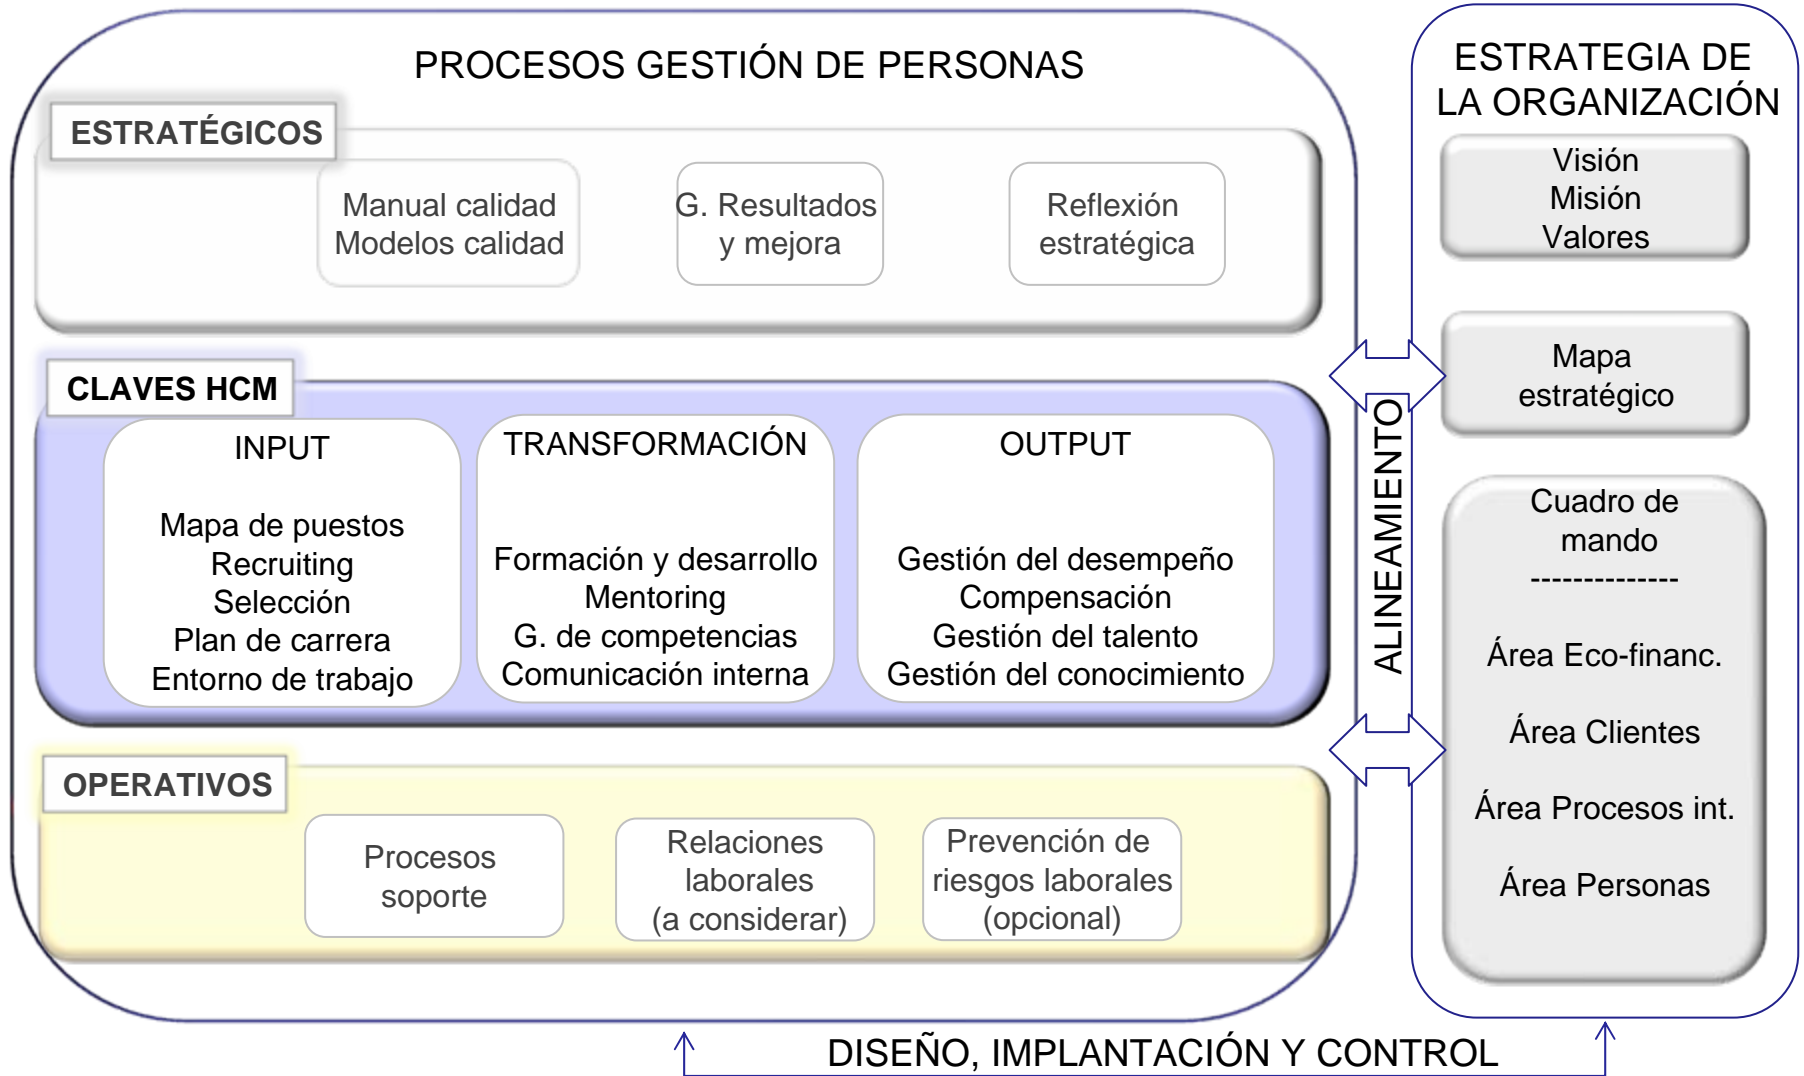 PROCESOS GESTIÓN DE PERSONAS
ESTRATÉGICOS
Manual calidad
Modelos calidad
G. Resultados
y mejora
Reflexión
estratégica
CLAVES HCM
INPUT
Mapa de puestos
Recruiting
Selección
Plan de carrera
Entorno de trabajo
TRANSFORMACIÓN
Formación y desarrollo
Mentoring
G. de competencias
Comunicación interna
OUTPUT
Gestión del desempeño
Compensación
Gestión del talento
Gestión del conocimiento
OPERATIVOS
Procesos
soporte
Relaciones
laborales
(a considerar)
Prevención de
riesgos laborales
(opcional)
ALINEAMIENTO
ESTRATEGIA DE
LA ORGANIZACIÓN
Visión
Misión
Valores
Mapa
estratégico
Cuadro de
mando
--------------
Área Eco-financ.
Área Clientes
Área Procesos int.
Área Personas
DISEÑO, IMPLANTACIÓN Y CONTROL